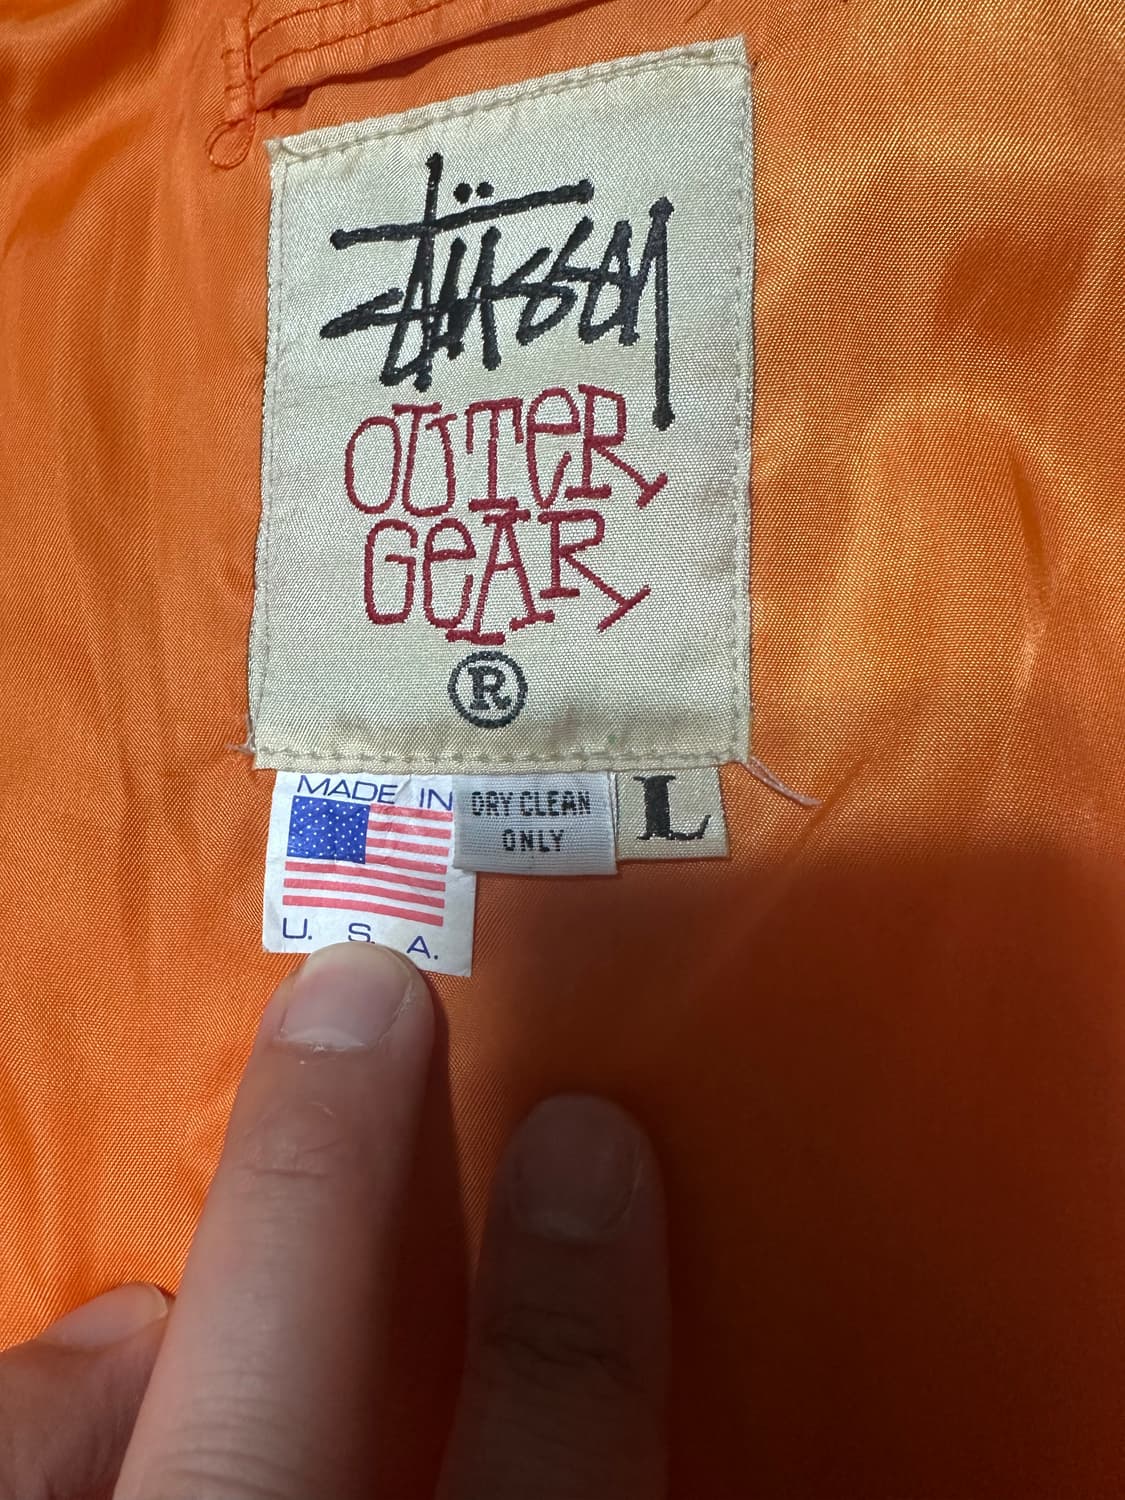 Stüssy
OUTeR
GeAR
®
MADE IN
U. S. A.
DRY CLEAN
ONLY
L